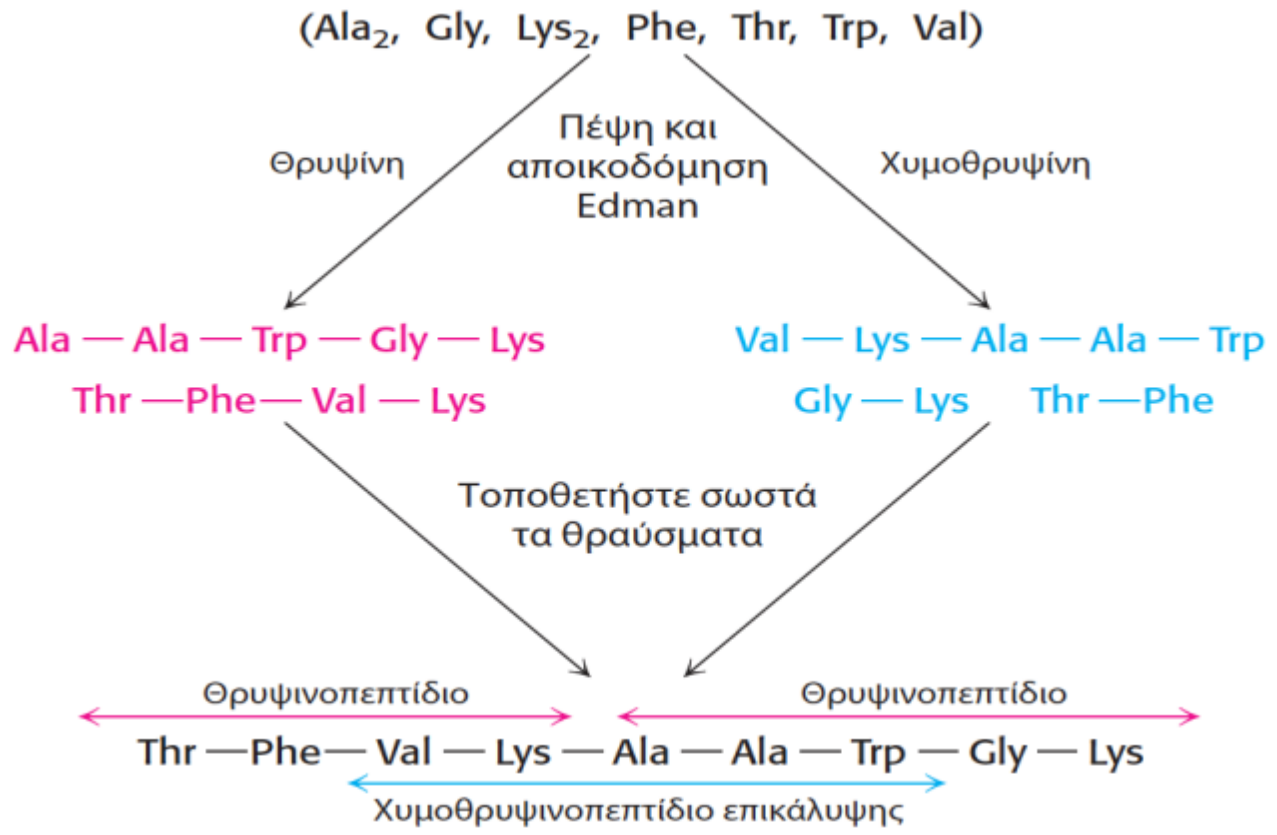 (Ala₂, Gly, Lys₂, Phe, Thr, Trp, Val)
Πέψη και
αποικοδόμηση
Edman
Θρυψίνη
Χυμοθρυψίνη
Ala — Ala — Trp — Gly — Lys
Thr — Phe — Val — Lys
Val — Lys — Ala — Ala — Trp
Gly — Lys Thr — Phe
Τοποθετήστε σωστά
τα θραύσματα
Θρυψινοπεπτίδιο
Θρυψινοπεπτίδιο
Thr — Phe — Val — Lys — Ala — Ala — Trp — Gly — Lys
Χυμοθρυψινοπεπτίδιο επικάλυψης